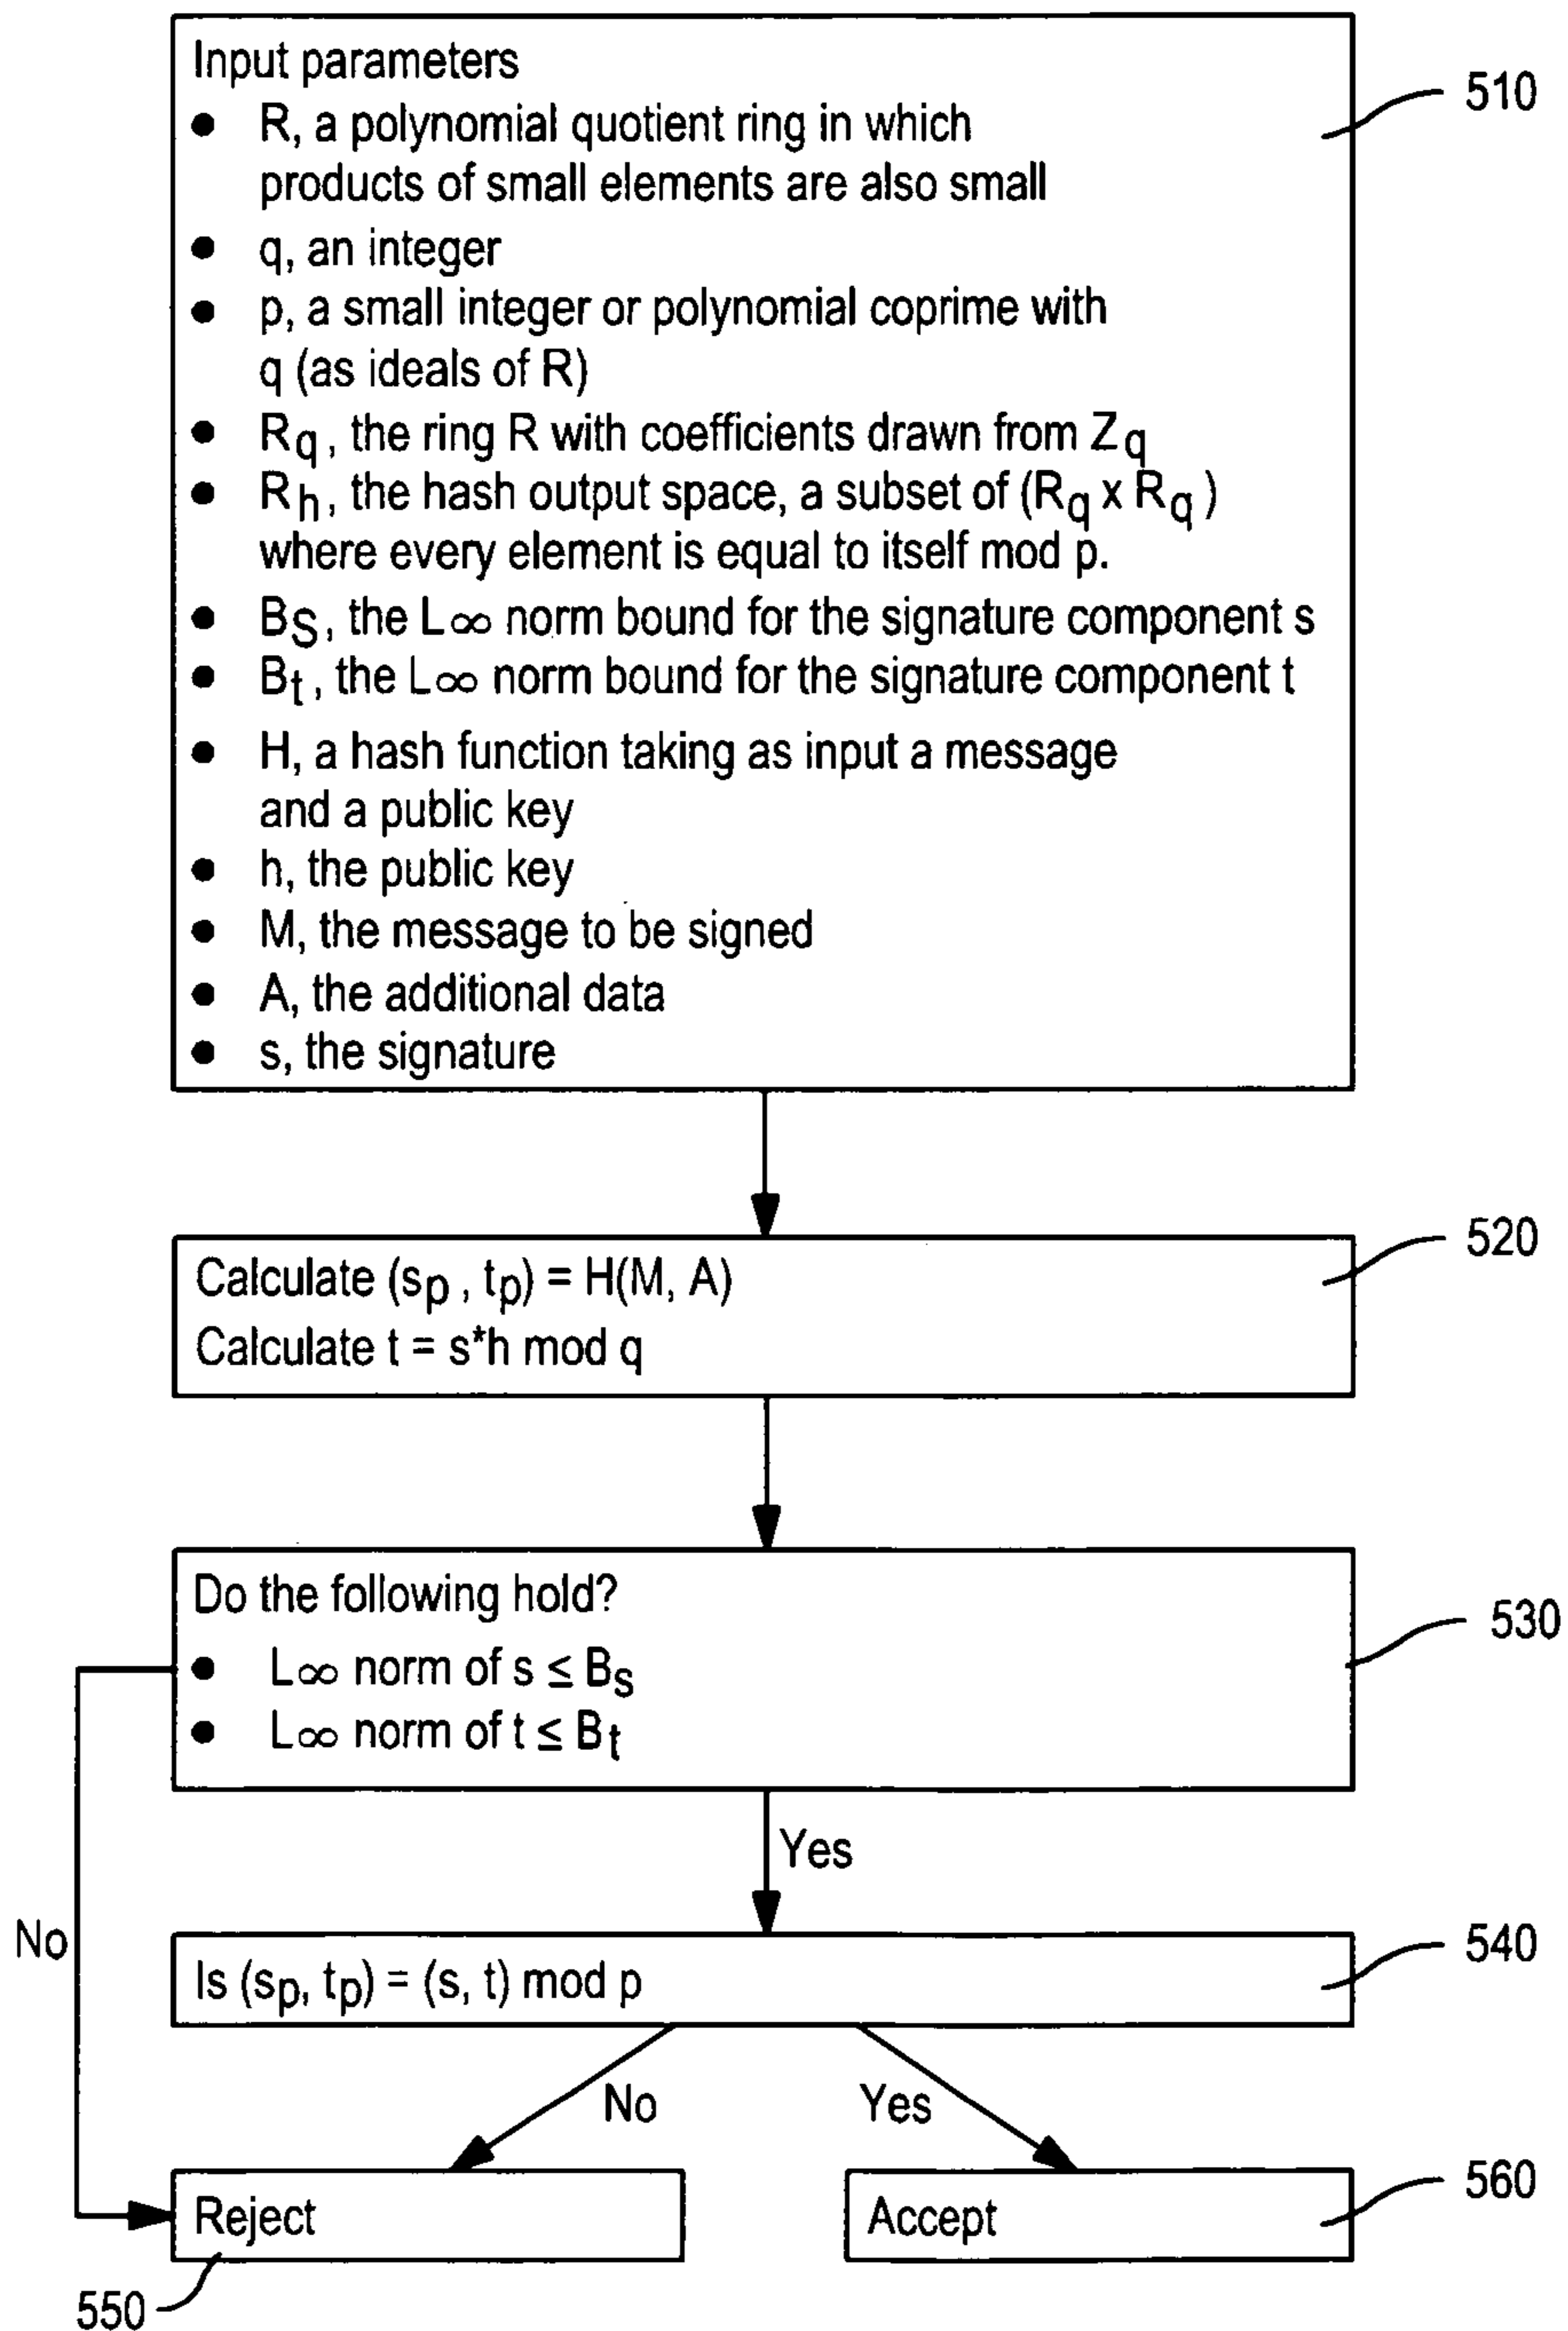 Input parameters
● R, a polynomial quotient ring in which
products of small elements are also small
● q, an integer
● p, a small integer or polynomial coprime with
q (as ideals of R)
● Rq, the ring R with coefficients drawn from Zq
● Rh, the hash output space, a subset of (Rq x Rq)
where every element is equal to itself mod p.
● BS, the L∞ norm bound for the signature component s
● Bt, the L∞ norm bound for the signature component t
● H, a hash function taking as input a message
and a public key
● h, the public key
● M, the message to be signed
● A, the additional data
● s, the signature
510
Calculate (sp, tp) = H(M, A)
Calculate t = s*h mod q
520
Do the following hold?
● L∞ norm of s ≤ Bs
● L∞ norm of t ≤ Bt
530
Yes
No
Is (sp, tp) = (s, t) mod p
540
No
Yes
Reject
550
Accept
560